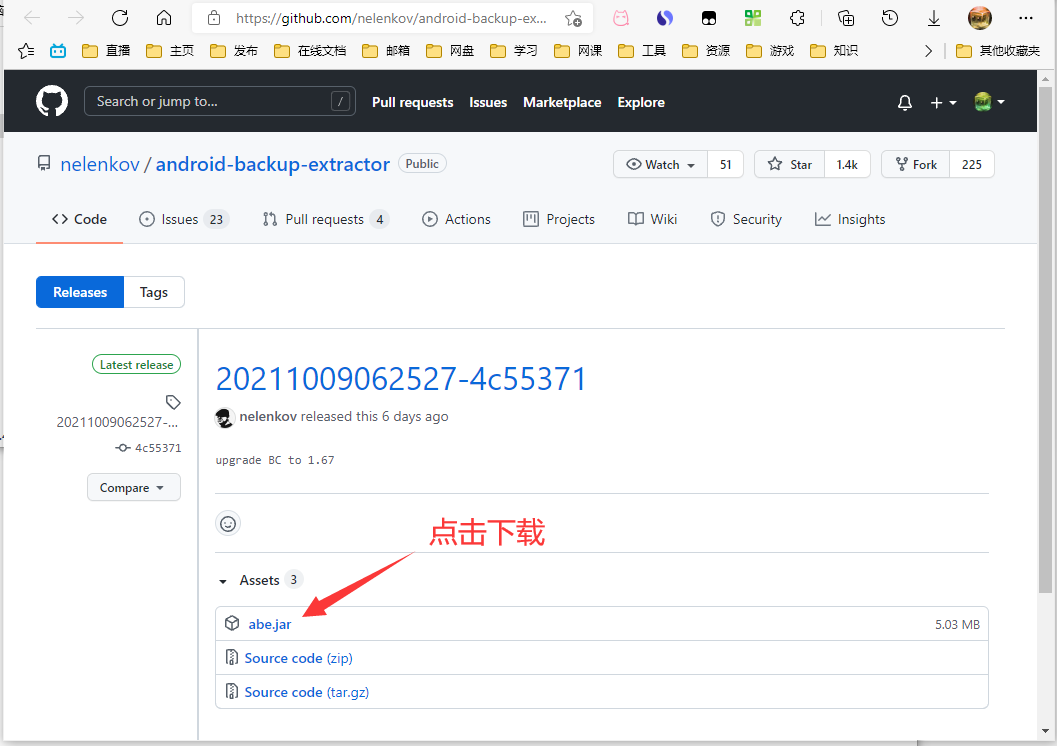 https://github.com/nelenkov/android-backup-ex...
直播 主页 发布 在线文档 邮箱 网盘 学习 网课 工具 资源 游戏 知识 其他收藏夹
Search or jump to... / Pull requests Issues Marketplace Explore
nelenkov / android-backup-extractor Public Watch 51 Star 1.4k Fork 225
Code Issues 23 Pull requests 4 Actions Projects Wiki Security Insights
Releases Tags
Latest release
20211009062527-...
4c55371
Compare
20211009062527-4c55371
nelenkov released this 6 days ago
upgrade BC to 1.67
点击下载
Assets 3
abe.jar 5.03 MB
Source code (zip)
Source code (tar.gz)